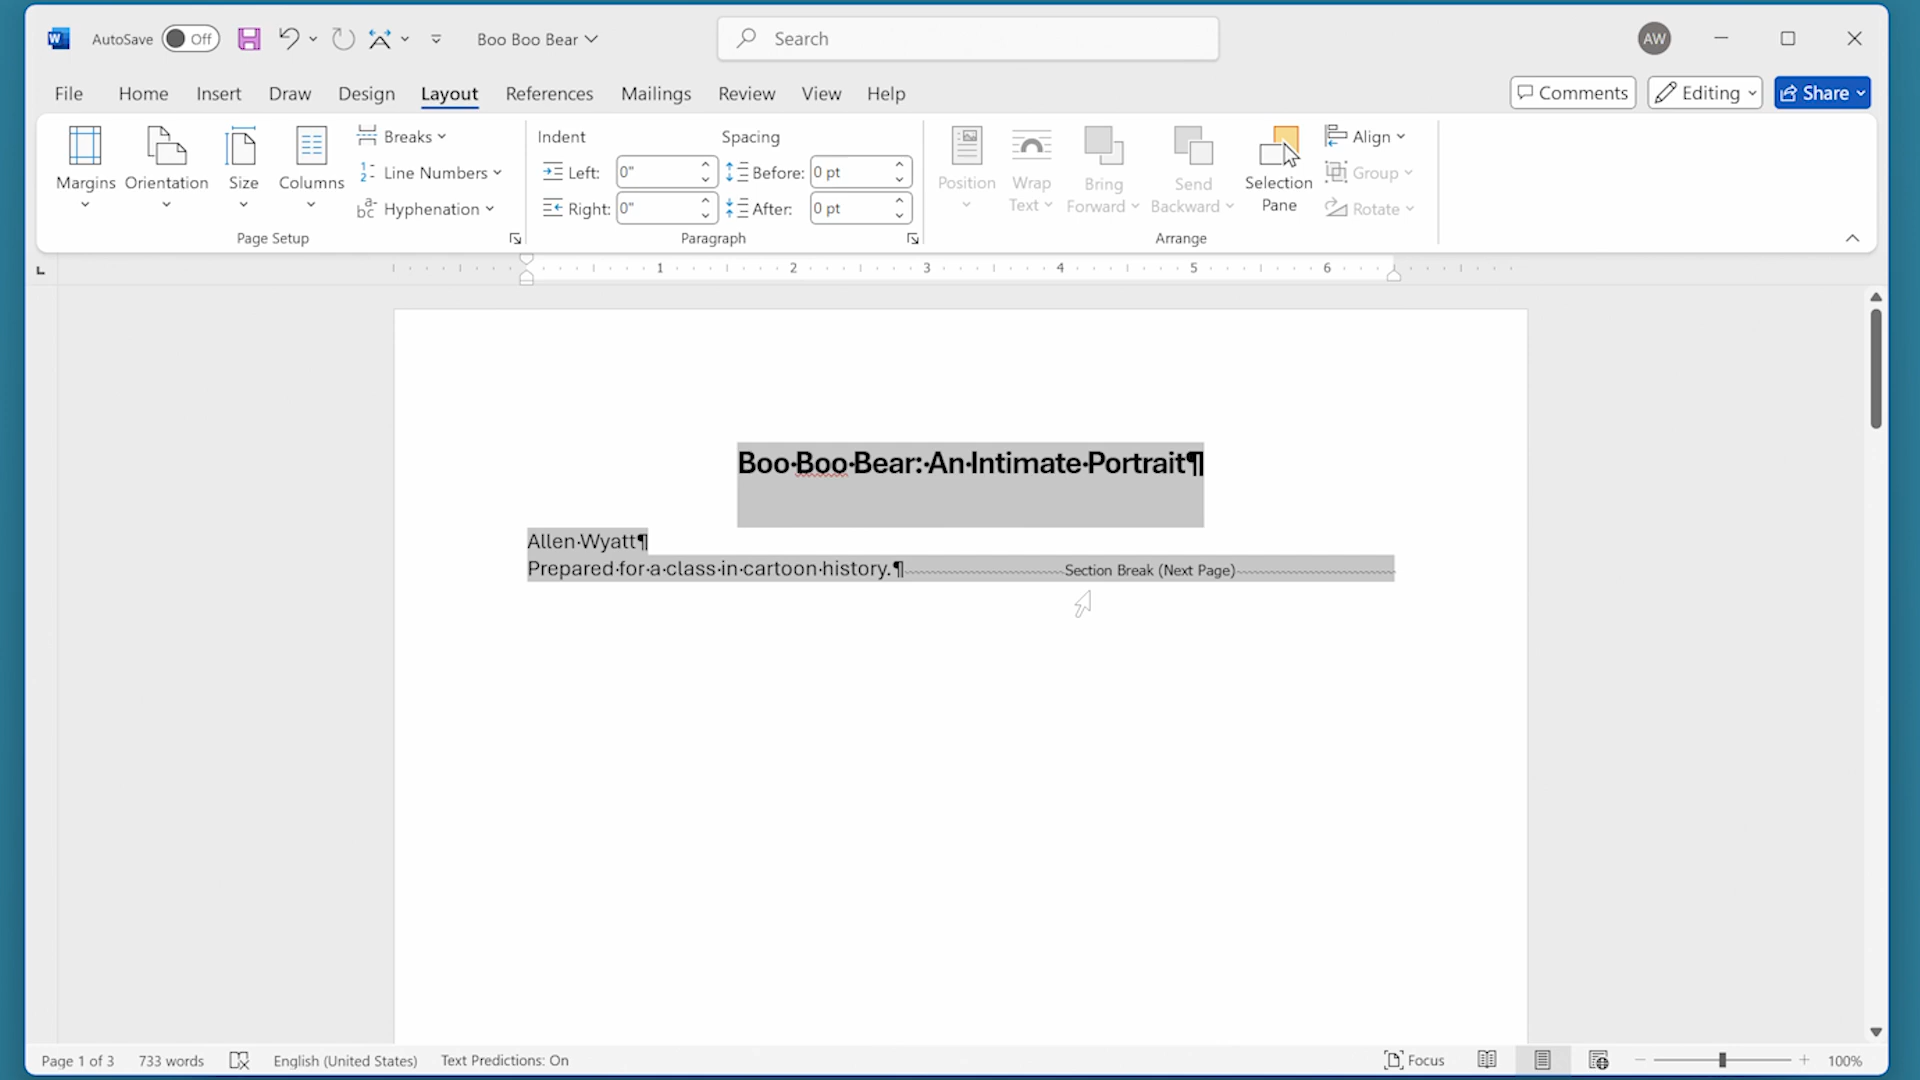 W AutoSave Off Boo Boo Bear Search AW
File Home Insert Draw Design Layout References Mailings Review View Help Comments Editing Share
Margins Orientation Size Columns Breaks Line Numbers Hyphenation
Page Setup
Indent Spacing
Left: 0" Before: 0 pt
Right: 0" After: 0 pt
Paragraph
Position Wrap Text Bring Forward Send Backward Selection Pane Align Group Rotate
Arrange
1 2 3 4 5 6
Boo·Boo·Bear:·An·Intimate·Portrait¶
Allen·Wyatt¶
Prepared·for·a·class·in·cartoon·history.¶ Section Break (Next Page)
Page 1 of 3 733 words English (United States) Text Predictions: On Focus 100%